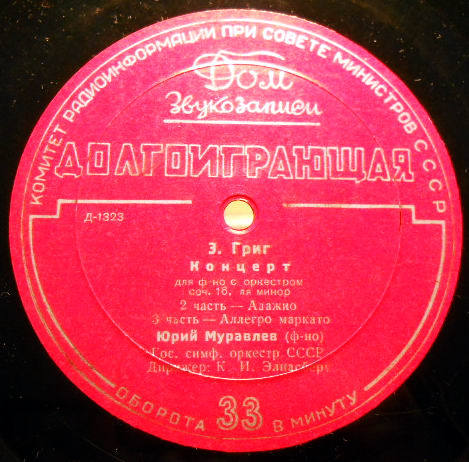 КОМИТЕТ РАДИОИНФОРМАЦИИ ПРИ СОВЕТЕ МИНИСТРОВ СССР
Дом
Звукозаписи
ДОЛГОИГРАЮЩАЯ
Д-1323
Э. Григ
Концерт
для ф-но с оркестром
соч. 16, ля минор
2 часть — Адажио
3 часть — Аллегро маркато
Юрий Муравлев (ф-но)
Гос. симф. оркестр СССР
Дирижер: К. И. Элиасберг
ОБОРОТА 33 В МИНУТУ